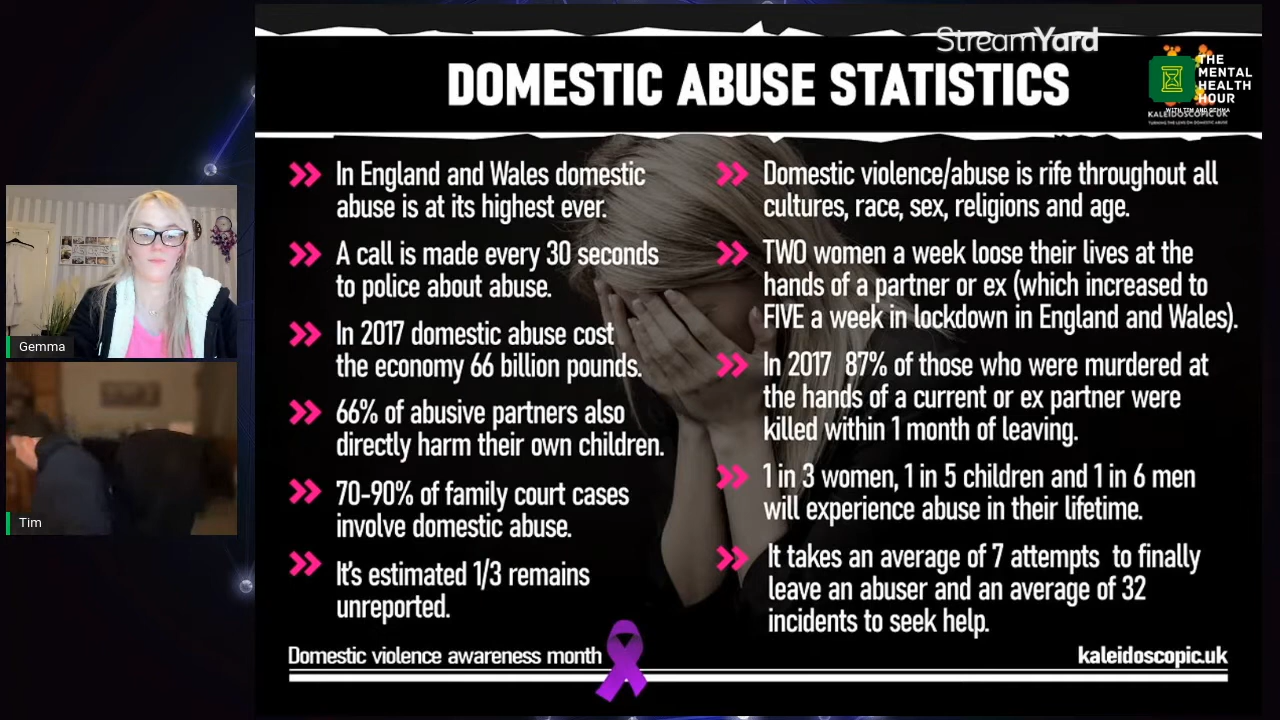 StreamYard
DOMESTIC ABUSE STATISTICS
THE
MENTAL
HEALTH
HOUR
WITH TIM AND GEMMA
KALEIDOSCOPIC UK
In England and Wales domestic
abuse is at its highest ever.
A call is made every 30 seconds
to police about abuse.
In 2017 domestic abuse cost
the economy 66 billion pounds.
66% of abusive partners also
directly harm their own children.
70-90% of family court cases
involve domestic abuse.
It's estimated 1/3 remains
unreported.
Domestic violence/abuse is rife throughout all
cultures, race, sex, religions and age.
TWO women a week loose their lives at the
hands of a partner or ex (which increased to
FIVE a week in lockdown in England and Wales).
In 2017 87% of those who were murdered at
the hands of a current or ex partner were
killed within 1 month of leaving.
1 in 3 women, 1 in 5 children and 1 in 6 men
will experience abuse in their lifetime.
It takes an average of 7 attempts to finally
leave an abuser and an average of 32
incidents to seek help.
Domestic violence awareness month
kaleidoscopic.uk
Gemma
Tim